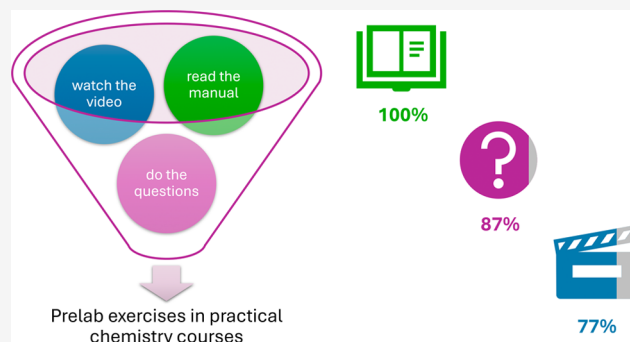 watch the
video
read the
manual
do the
questions
Prelab exercises in practical
chemistry courses
100%
?
87%
77%